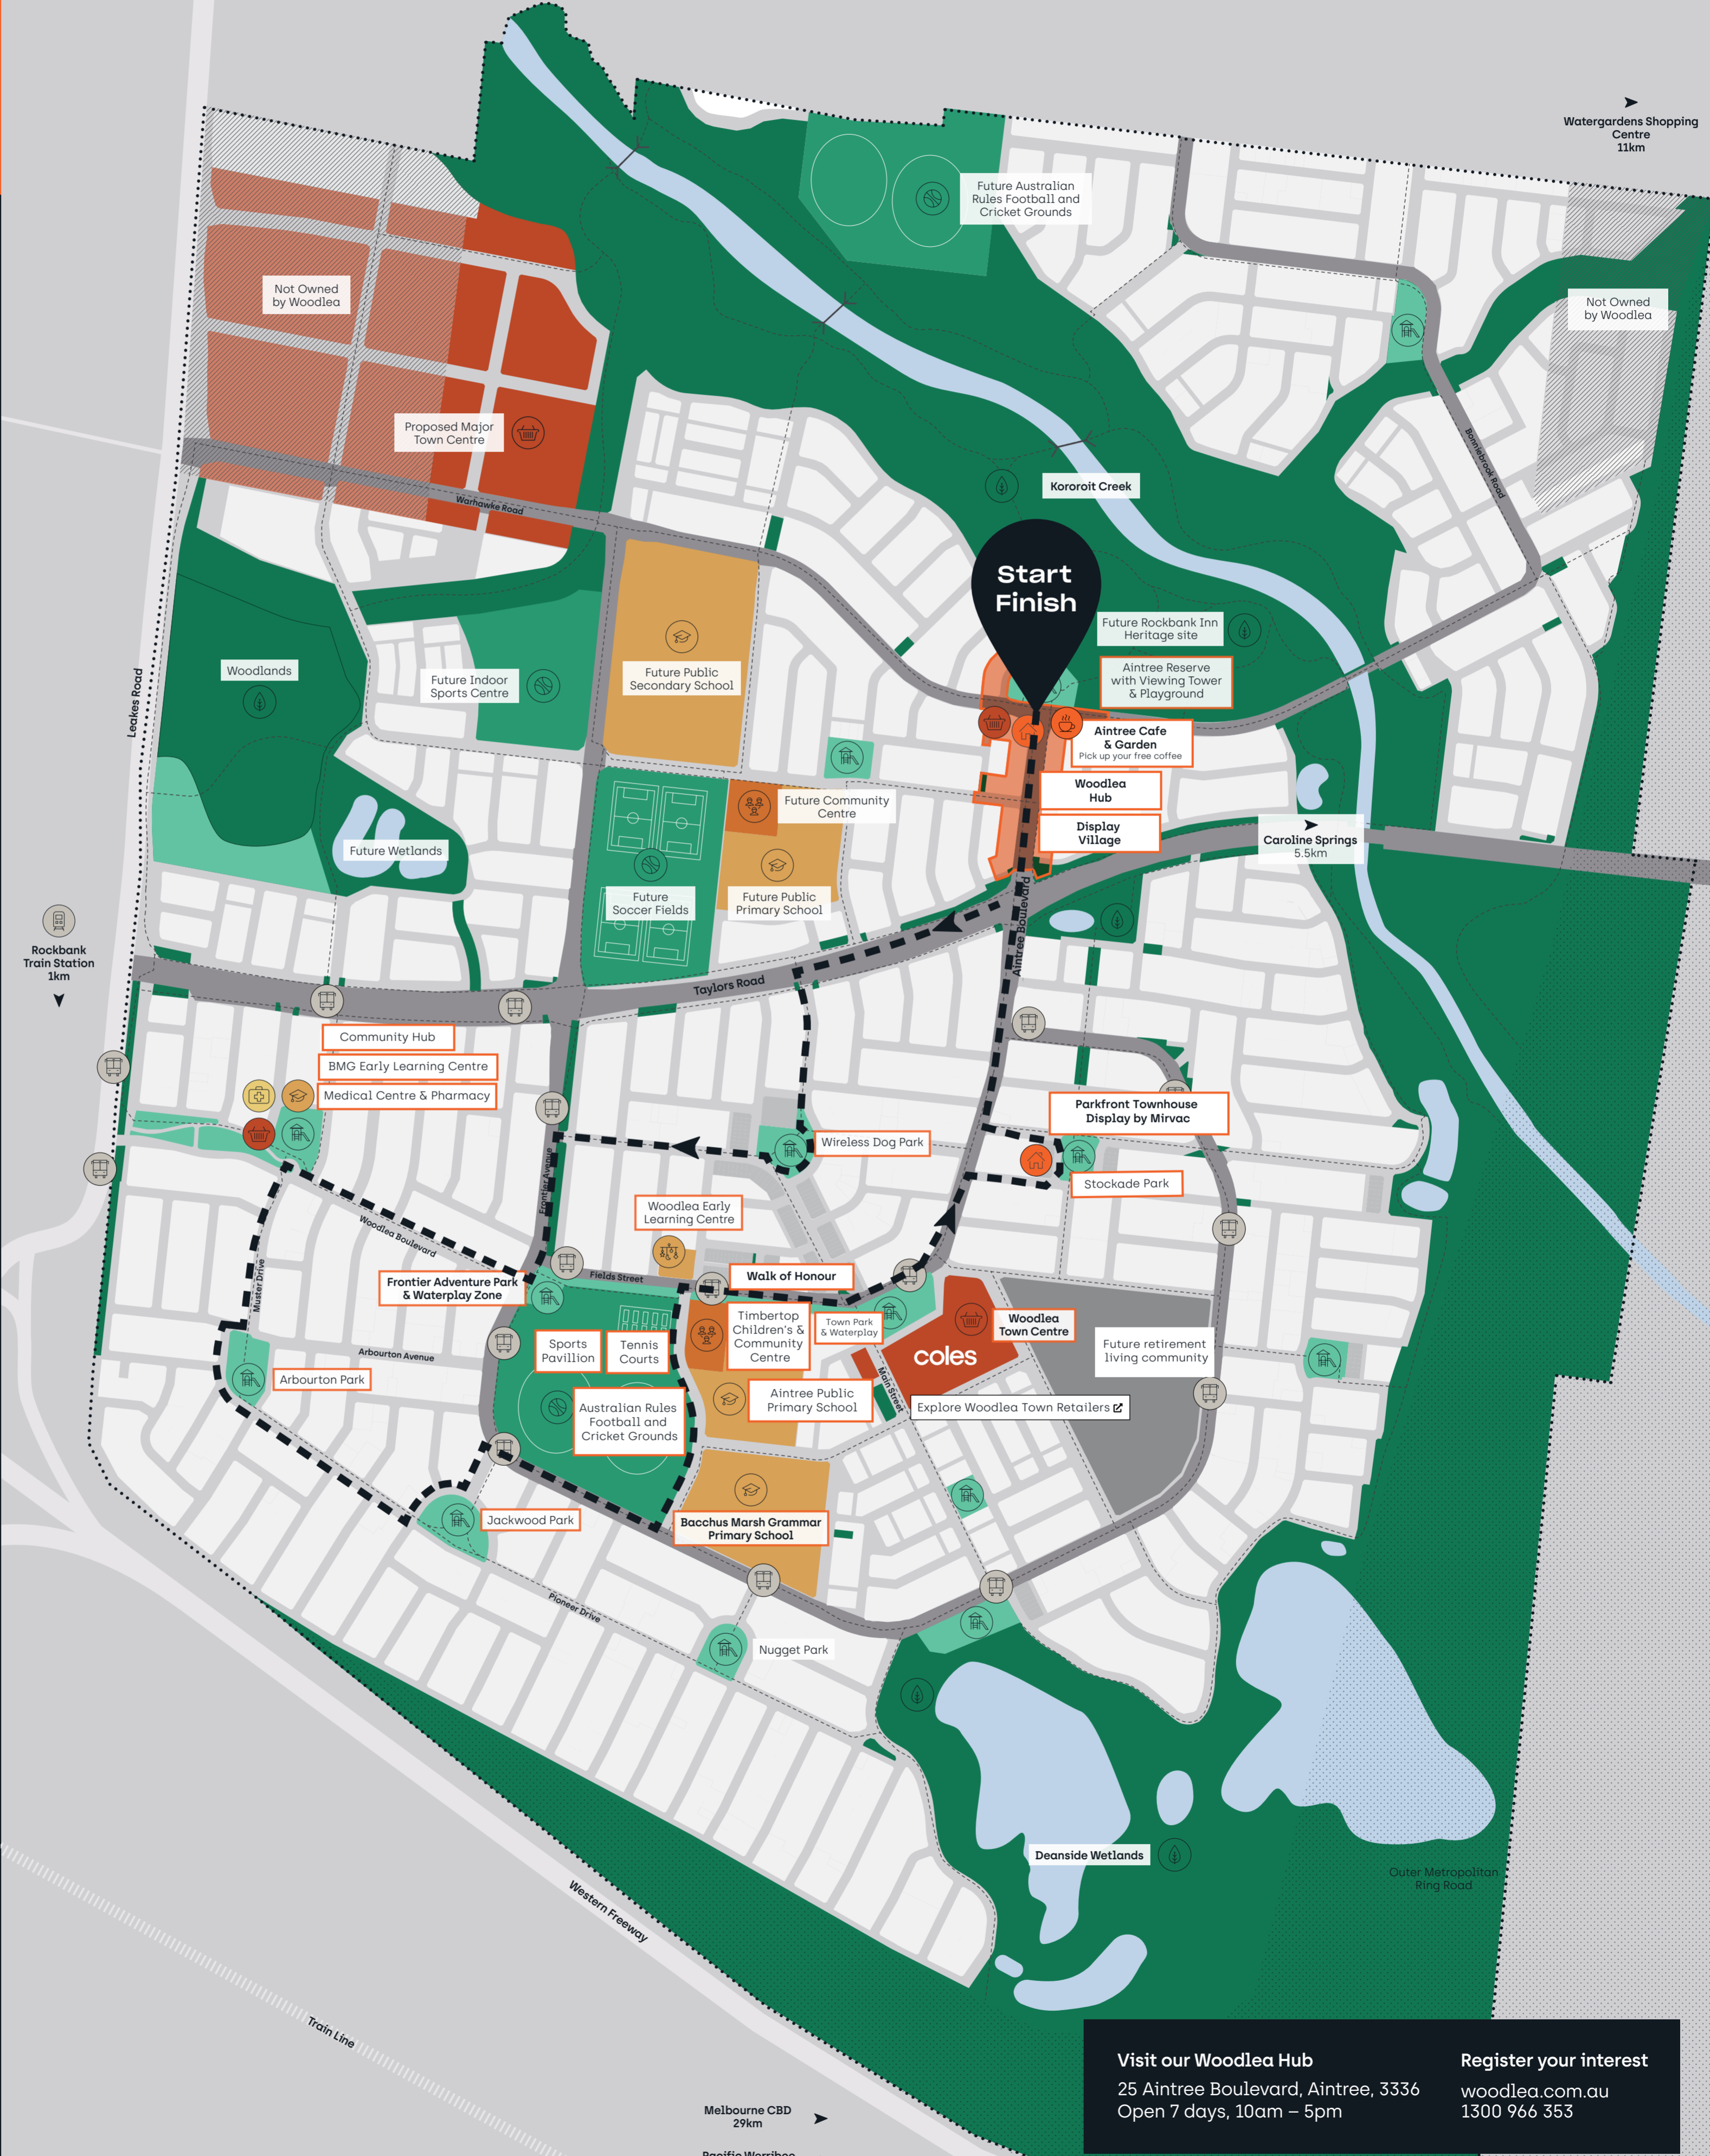 Watergardens Shopping
Centre
11km
Future Australian
Rules Football and
Cricket Grounds
Not Owned
by Woodlea
Not Owned
by Woodlea
Proposed Major
Town Centre
Bonniebrook Road
Kororoit Creek
Warhawke Road
Start
Finish
Future Rockbank Inn
Heritage site
Woodlands
Future Indoor
Sports Centre
Future Public
Secondary School
Aintree Reserve
with Viewing Tower
& Playground
Leakes Road
Aintree Cafe
& Garden
Pick up your free coffee
Woodlea
Hub
Future Community
Centre
Display
Village
Caroline Springs
5.5km
Future Wetlands
Future
Soccer Fields
Future Public
Primary School
Aintree Boulevard
Rockbank
Train Station
1km
Taylors Road
Community Hub
BMG Early Learning Centre
Medical Centre & Pharmacy
Parkfront Townhouse
Display by Mirvac
Wireless Dog Park
Frontier Avenue
Stockade Park
Woodlea Early
Learning Centre
Woodlea Boulevard
Muster Drive
Frontier Adventure Park
& Waterplay Zone
Fields Street
Walk of Honour
Timbertop
Children's &
Community
Centre
Town Park
& Waterplay
Woodlea
Town Centre
Sports
Pavillion
Tennis
Courts
coles
Future retirement
living community
Arbourton Avenue
Arbourton Park
Main Street
Aintree Public
Primary School
Australian Rules
Football and
Cricket Grounds
Explore Woodlea Town Retailers
Jackwood Park
Bacchus Marsh Grammar
Primary School
Pioneer Drive
Nugget Park
Deanside Wetlands
Outer Metropolitan
Ring Road
Western Freeway
Train Line
Visit our Woodlea Hub
25 Aintree Boulevard, Aintree, 3336
Open 7 days, 10am – 5pm
Register your interest
woodlea.com.au
1300 966 353
Melbourne CBD
29km
Pacific Werribee